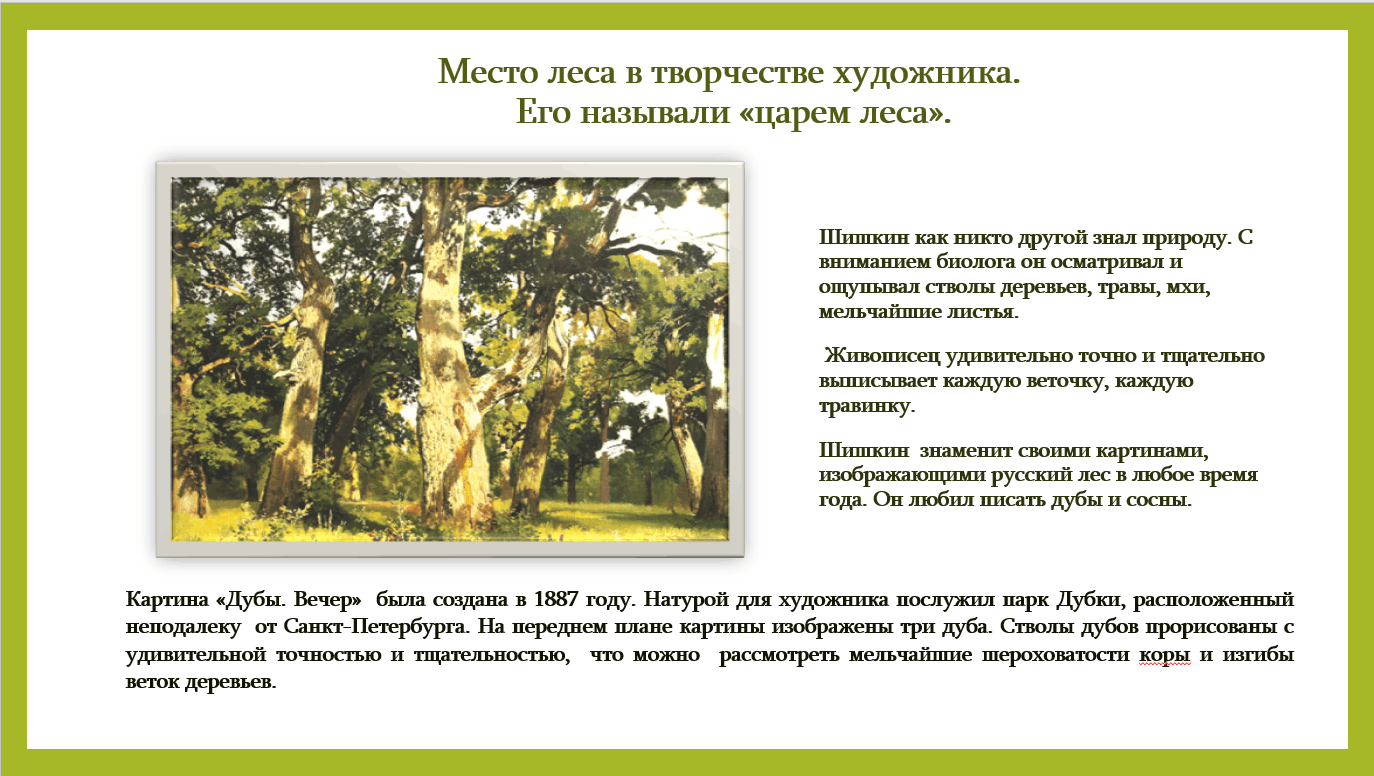 Место леса в творчестве художника.
Его называли «царем леса».
Шишкин как никто другой знал природу. С
вниманием биолога он осматривал и
ощупывал стволы деревьев, травы, мхи,
мельчайшие листья.
Живописец удивительно точно и тщательно
выписывает каждую веточку, каждую
травинку.
Шишкин знаменит своими картинами,
изображающими русский лес в любое время
года. Он любил писать дубы и сосны.
Картина «Дубы. Вечер» была создана в 1887 году. Натурой для художника послужил парк Дубки, расположенный
неподалеку от Санкт-Петербурга. На переднем плане картины изображены три дуба. Стволы дубов прорисованы с
удивительной точностью и тщательностью, что можно рассмотреть мельчайшие шероховатости коры и изгибы
веток деревьев.